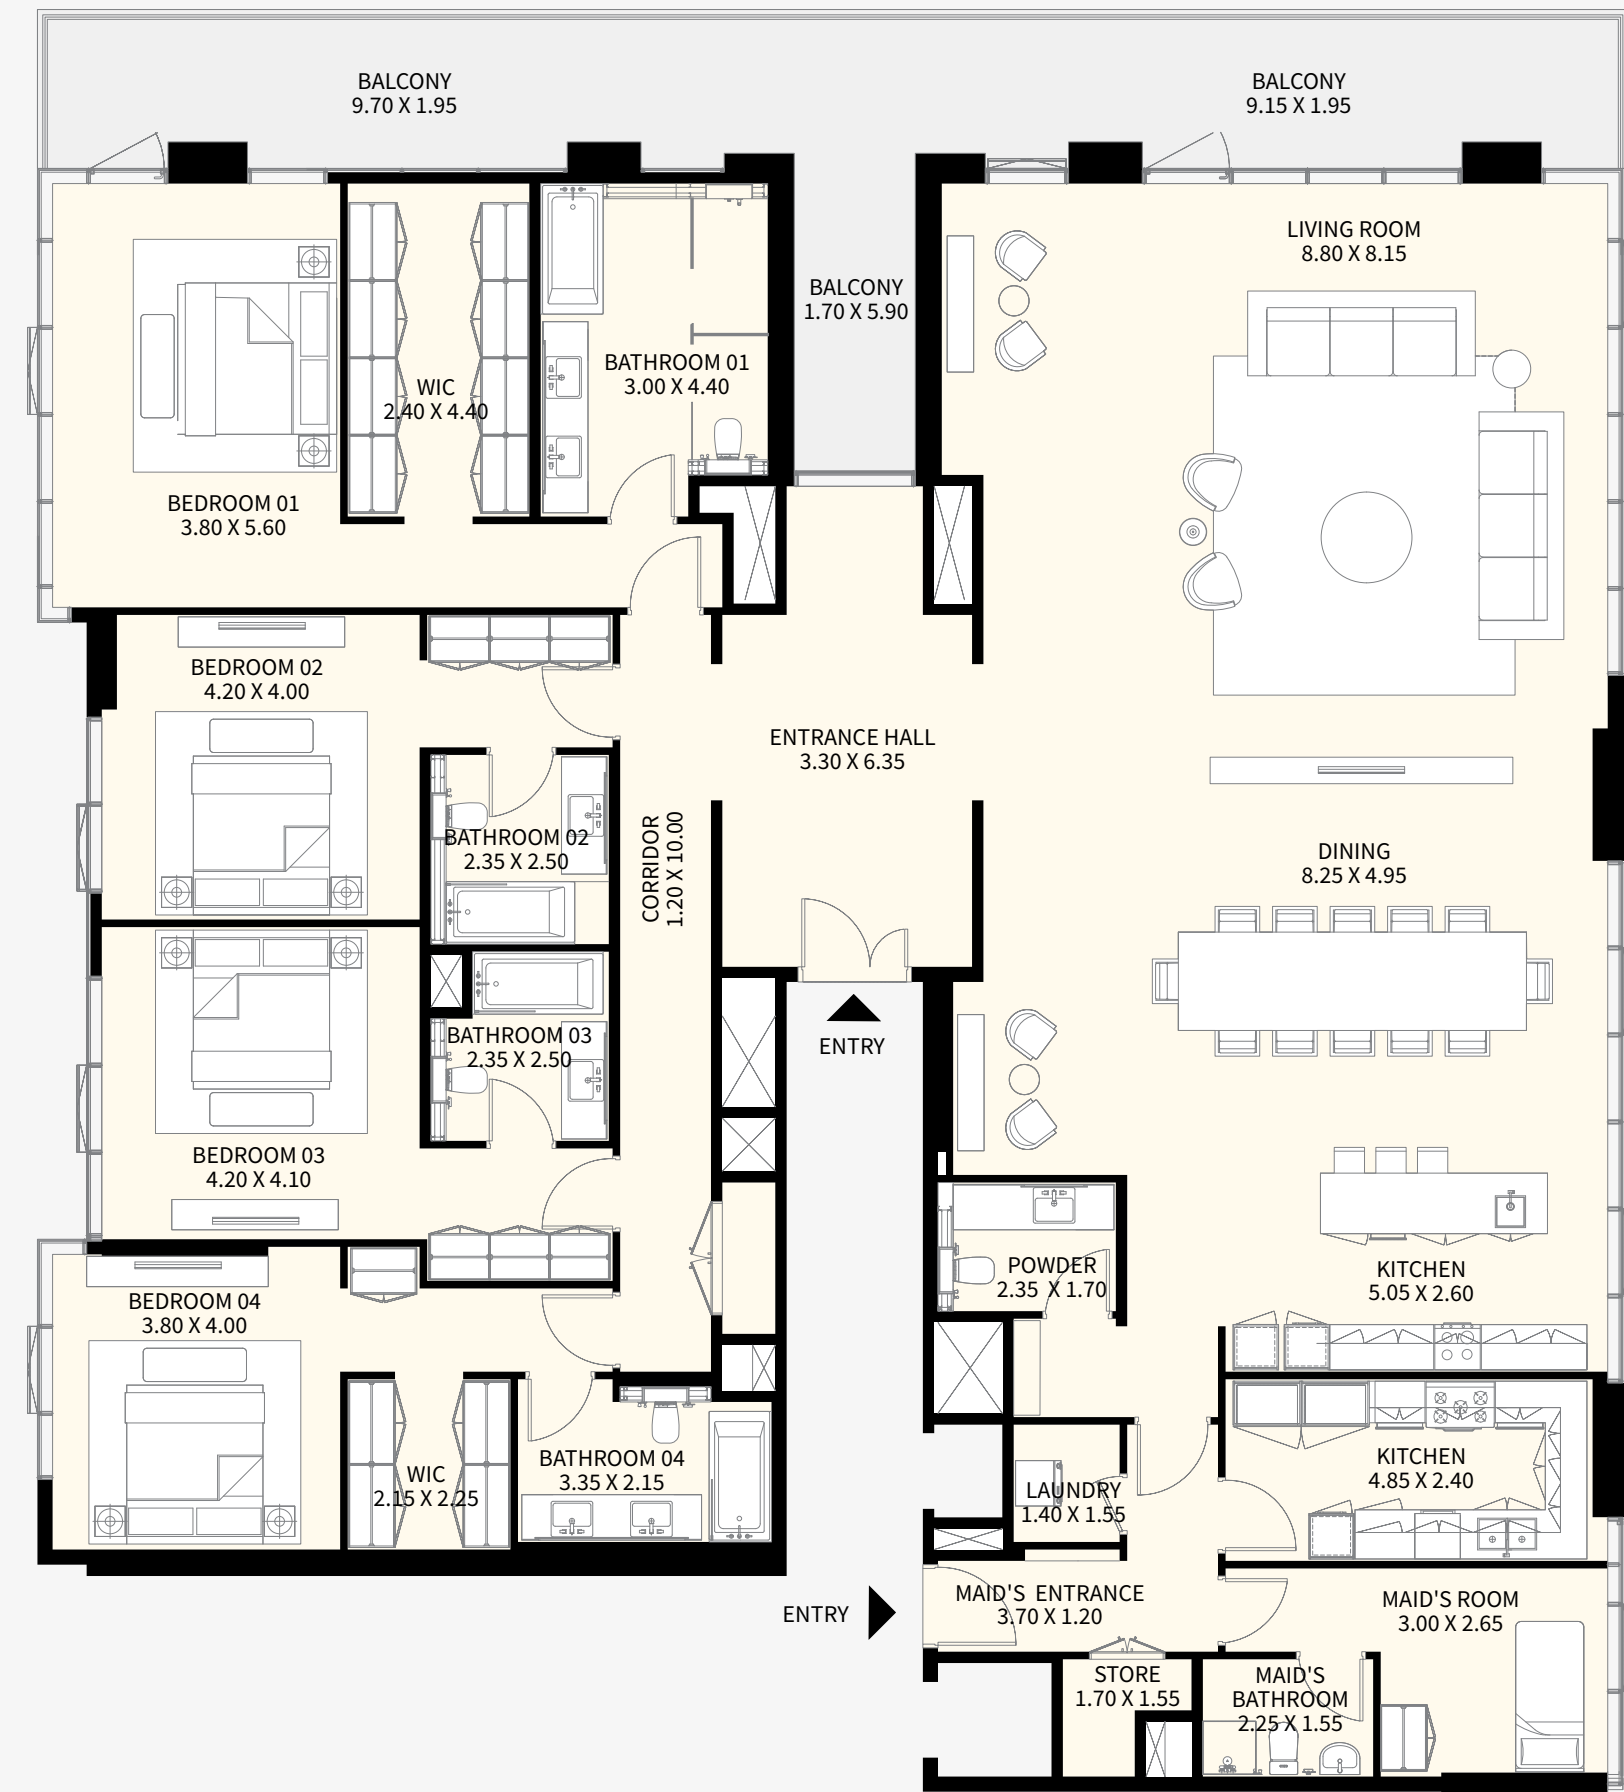 BALCONY
9.70 X 1.95
BALCONY
9.15 X 1.95
LIVING ROOM
8.80 X 8.15
BALCONY
1.70 X 5.90
BATHROOM 01
3.00 X 4.40
WIC
2.40 X 4.40
BEDROOM 01
3.80 X 5.60
BEDROOM 02
4.20 X 4.00
ENTRANCE HALL
3.30 X 6.35
BATHROOM 02
2.35 X 2.50
CORRIDOR
1.20 X 10.00
DINING
8.25 X 4.95
BATHROOM 03
2.35 X 2.50
ENTRY
BEDROOM 03
4.20 X 4.10
POWDER
2.35 X 1.70
KITCHEN
5.05 X 2.60
BEDROOM 04
3.80 X 4.00
BATHROOM 04
3.35 X 2.15
WIC
2.15 X 2.25
KITCHEN
4.85 X 2.40
LAUNDRY
1.40 X 1.55
MAID'S ENTRANCE
3.70 X 1.20
ENTRY
MAID'S ROOM
3.00 X 2.65
STORE
1.70 X 1.55
MAID'S
BATHROOM
2.25 X 1.55